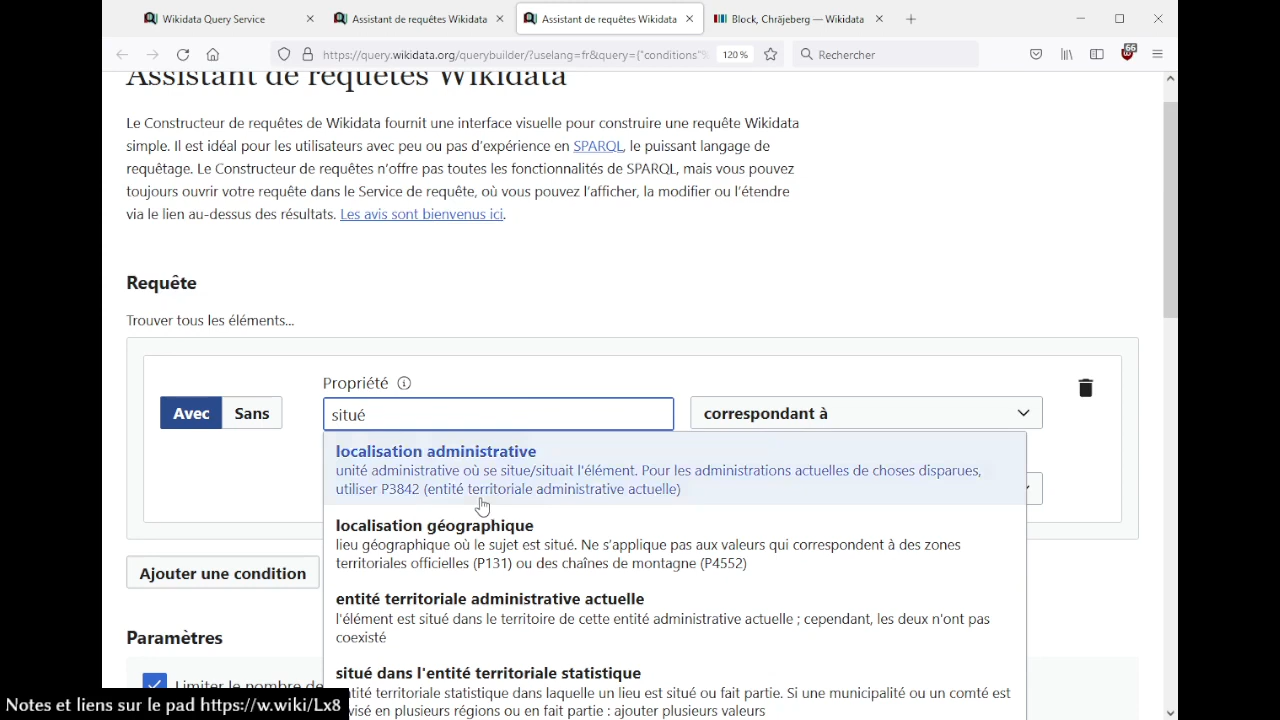 Wikidata Query Service
Assistant de requêtes Wikidata
Assistant de requêtes Wikidata
Block, Chräjeberg — Wikidata
https://query.wikidata.org/querybuilder/?uselang=fr&query={"conditions"%
120%
Rechercher
66
Assistant de requêtes Wikidata
Le Constructeur de requêtes de Wikidata fournit une interface visuelle pour construire une requête Wikidata
simple. Il est idéal pour les utilisateurs avec peu ou pas d'expérience en SPARQL, le puissant langage de
requêtage. Le Constructeur de requêtes n'offre pas toutes les fonctionnalités de SPARQL, mais vous pouvez
toujours ouvrir votre requête dans le Service de requête, où vous pouvez l'afficher, la modifier ou l'étendre
via le lien au-dessus des résultats. Les avis sont bienvenus ici.
Requête
Trouver tous les éléments...
Propriété
Avec
Sans
situé
correspondant à
localisation administrative
unité administrative où se situe/situait l'élément. Pour les administrations actuelles de choses disparues,
utiliser P3842 (entité territoriale administrative actuelle)
localisation géographique
lieu géographique où le sujet est situé. Ne s'applique pas aux valeurs qui correspondent à des zones
territoriales officielles (P131) ou des chaînes de montagne (P4552)
entité territoriale administrative actuelle
l'élément est situé dans le territoire de cette entité administrative actuelle ; cependant, les deux n'ont pas
coexisté
situé dans l'entité territoriale statistique
ntité territoriale statistique dans laquelle un lieu est situé ou fait partie. Si une municipalité ou un comté est
visé en plusieurs régions ou en fait partie : ajouter plusieurs valeurs
Ajouter une condition
Paramètres
Limiter le nombre de
Notes et liens sur le pad https://w.wiki/Lx8